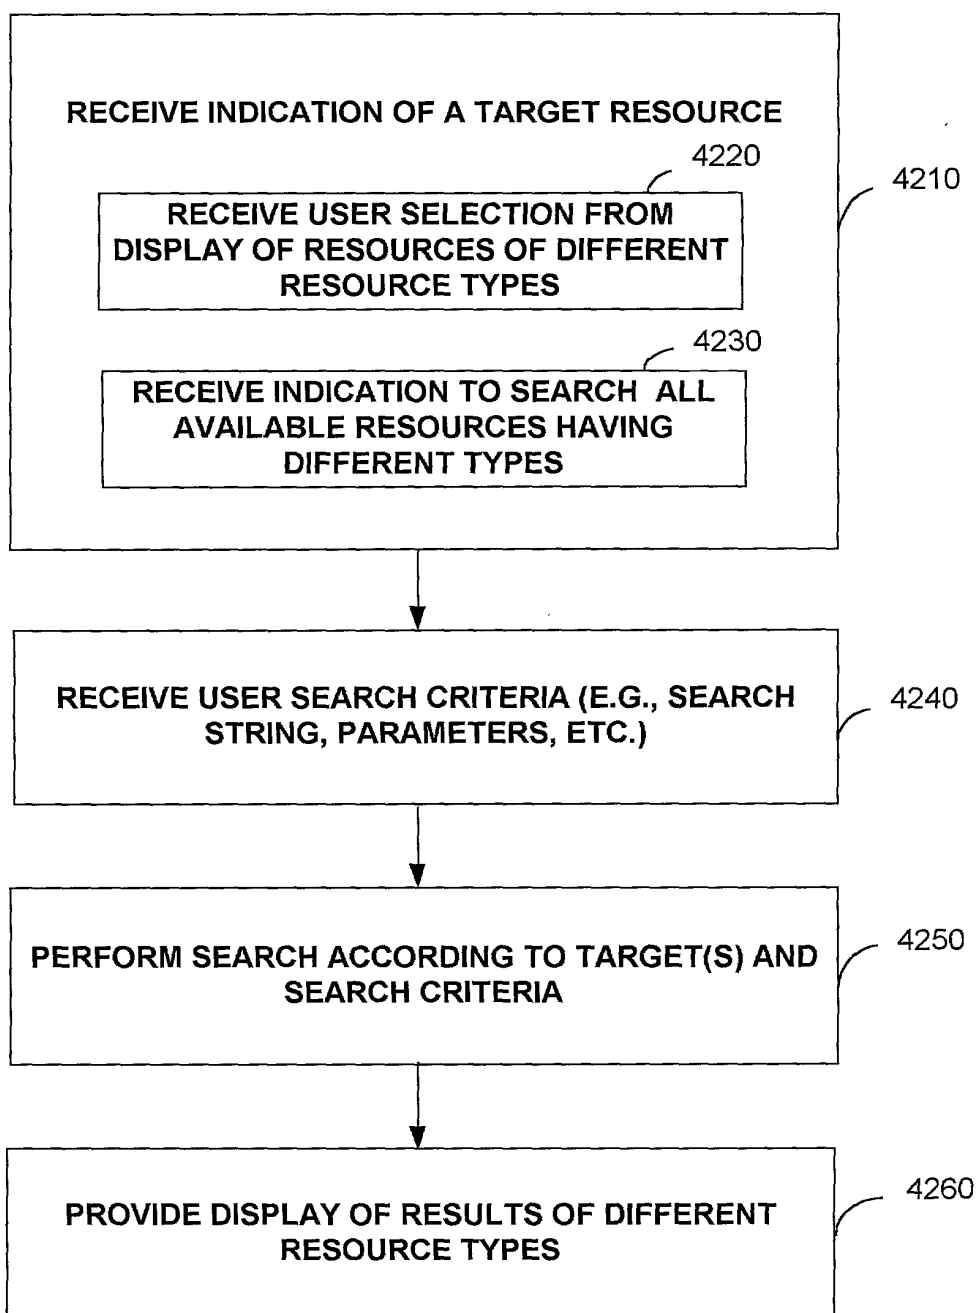 RECEIVE INDICATION OF A TARGET RESOURCE
4210
4220
RECEIVE USER SELECTION FROM
DISPLAY OF RESOURCES OF DIFFERENT
RESOURCE TYPES
4230
RECEIVE INDICATION TO SEARCH ALL
AVAILABLE RESOURCES HAVING
DIFFERENT TYPES
RECEIVE USER SEARCH CRITERIA (E.G., SEARCH
STRING, PARAMETERS, ETC.)
4240
PERFORM SEARCH ACCORDING TO TARGET(S) AND
SEARCH CRITERIA
4250
PROVIDE DISPLAY OF RESULTS OF DIFFERENT
RESOURCE TYPES
4260